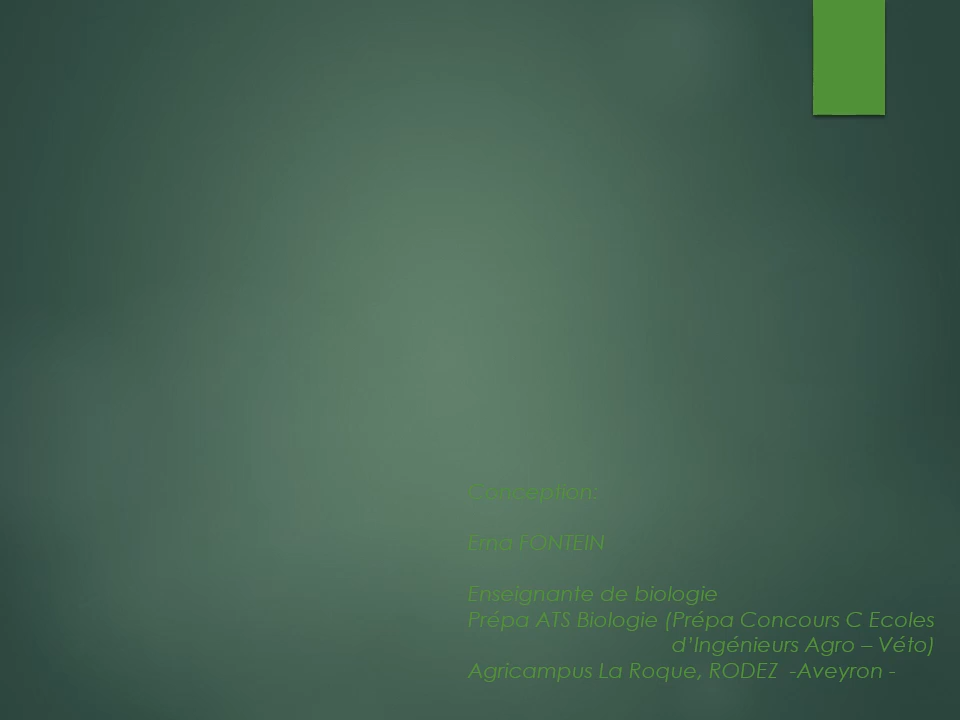 Conception:
Erna FONTEIN
Enseignante de biologie
Prépa ATS Biologie (Prépa Concours C Ecoles
d’Ingénieurs Agro – Véto)
Agricampus La Roque, RODEZ -Aveyron -